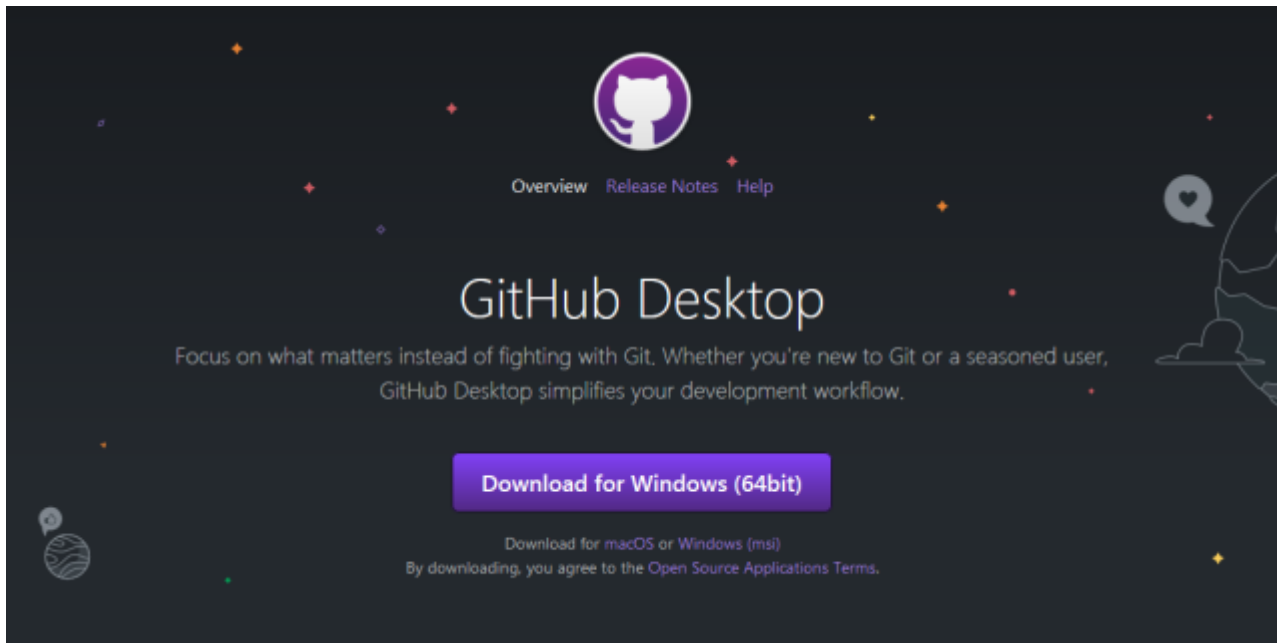 Overview Release Notes Help
GitHub Desktop
Focus on what matters instead of fighting with Git. Whether you're new to Git or a seasoned user,
GitHub Desktop simplifies your development workflow.
Download for Windows (64bit)
Download for macOS or Windows (msi)
By downloading, you agree to the Open Source Applications Terms.